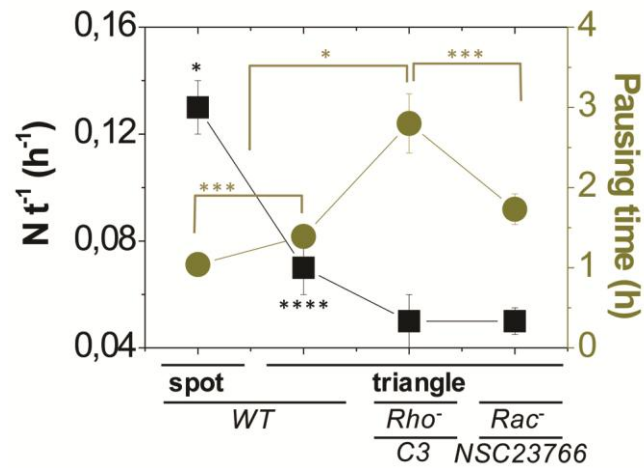 0,16
0,12
0,08
0,04
N t⁻¹ (h⁻¹)
4
3
2
1
0
Pausing time (h)
*
*
***
***
****
spot triangle
WT Rho⁻ Rac⁻
C3 NSC23766